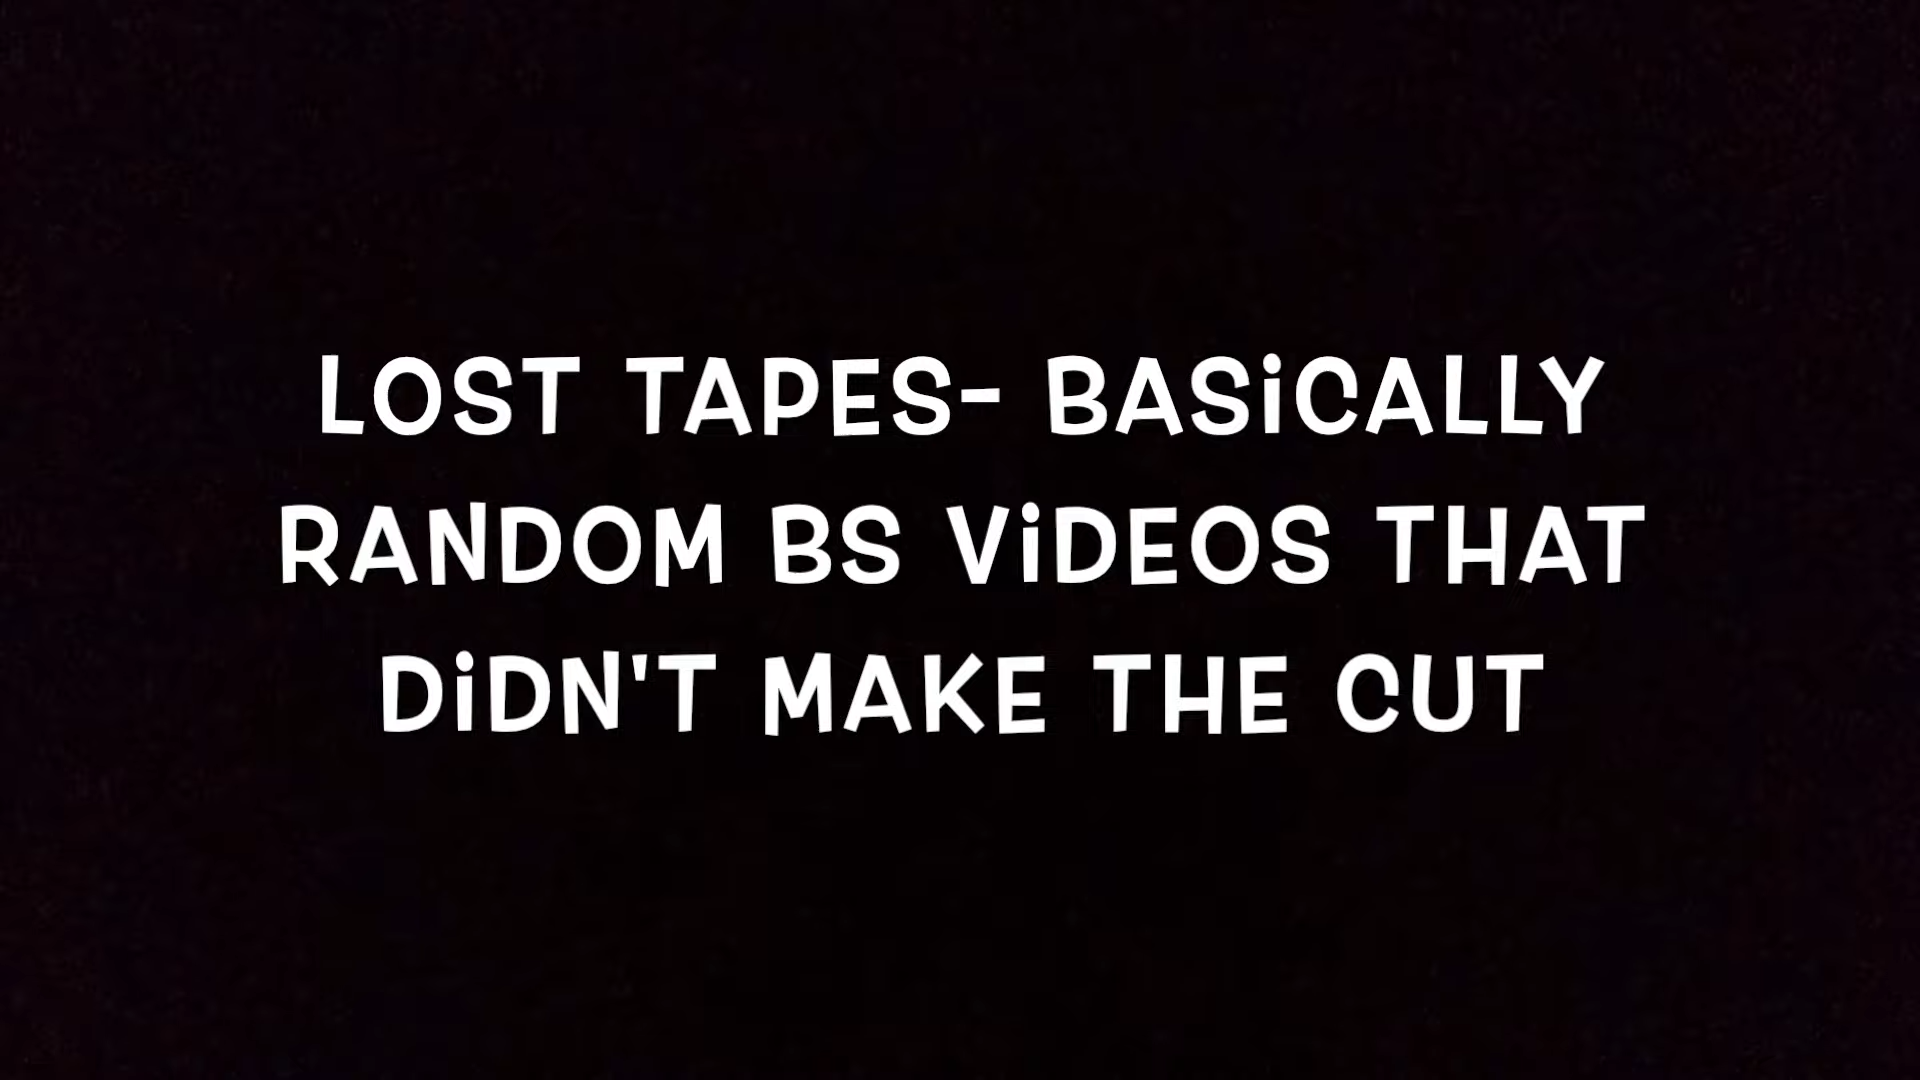 LOST TAPES- BASiCALLY
RANDOM BS ViDEOS THAT
DiDN'T MAKE THE CUT